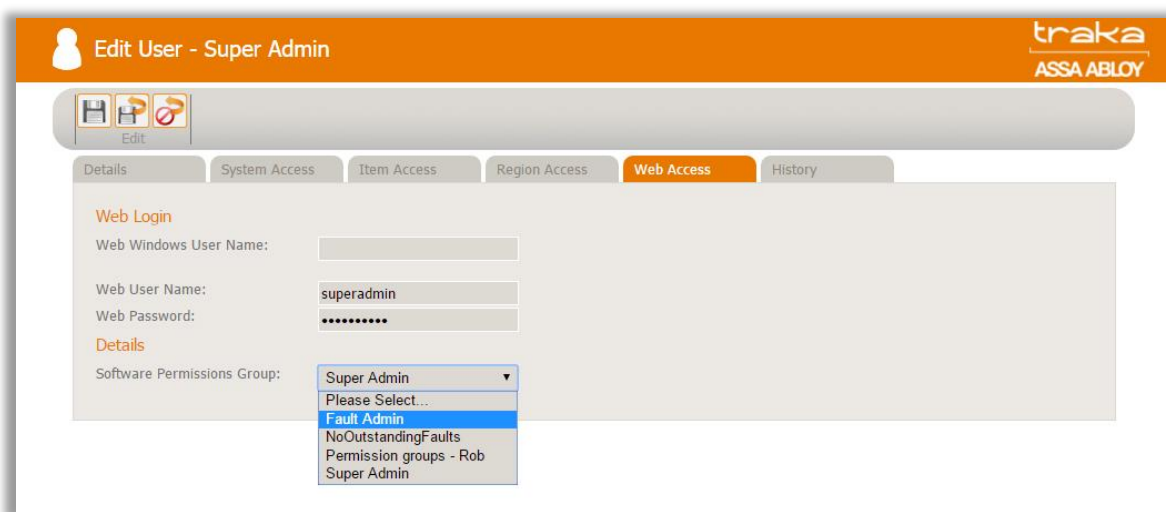 Edit User - Super Admin
traka
ASSA ABLOY
Edit
Details System Access Item Access Region Access Web Access History
Web Login
Web Windows User Name:
Web User Name: superadmin
Web Password: ••••••••••
Details
Software Permissions Group: Super Admin
Please Select...
Fault Admin
NoOutstandingFaults
Permission groups - Rob
Super Admin